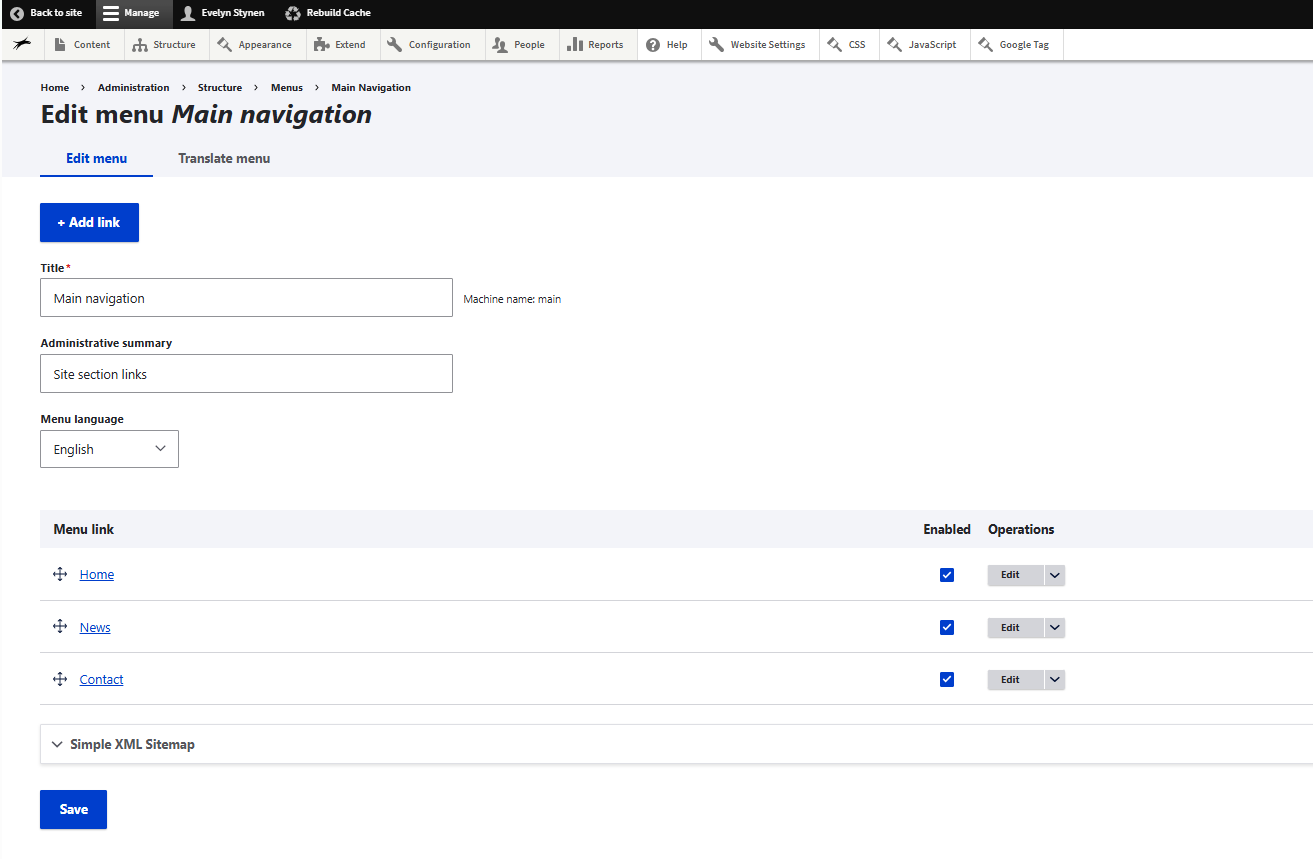 Back to site Manage Evelyn Stynen Rebuild Cache
Content Structure Appearance Extend Configuration People Reports Help Website Settings CSS JavaScript Google Tag
Home › Administration › Structure › Menus › Main Navigation
Edit menu Main navigation
Edit menu Translate menu
+ Add link
Title*
Main navigation Machine name: main
Administrative summary
Site section links
Menu language
English
Menu link Enabled Operations
Home Edit
News Edit
Contact Edit
Simple XML Sitemap
Save